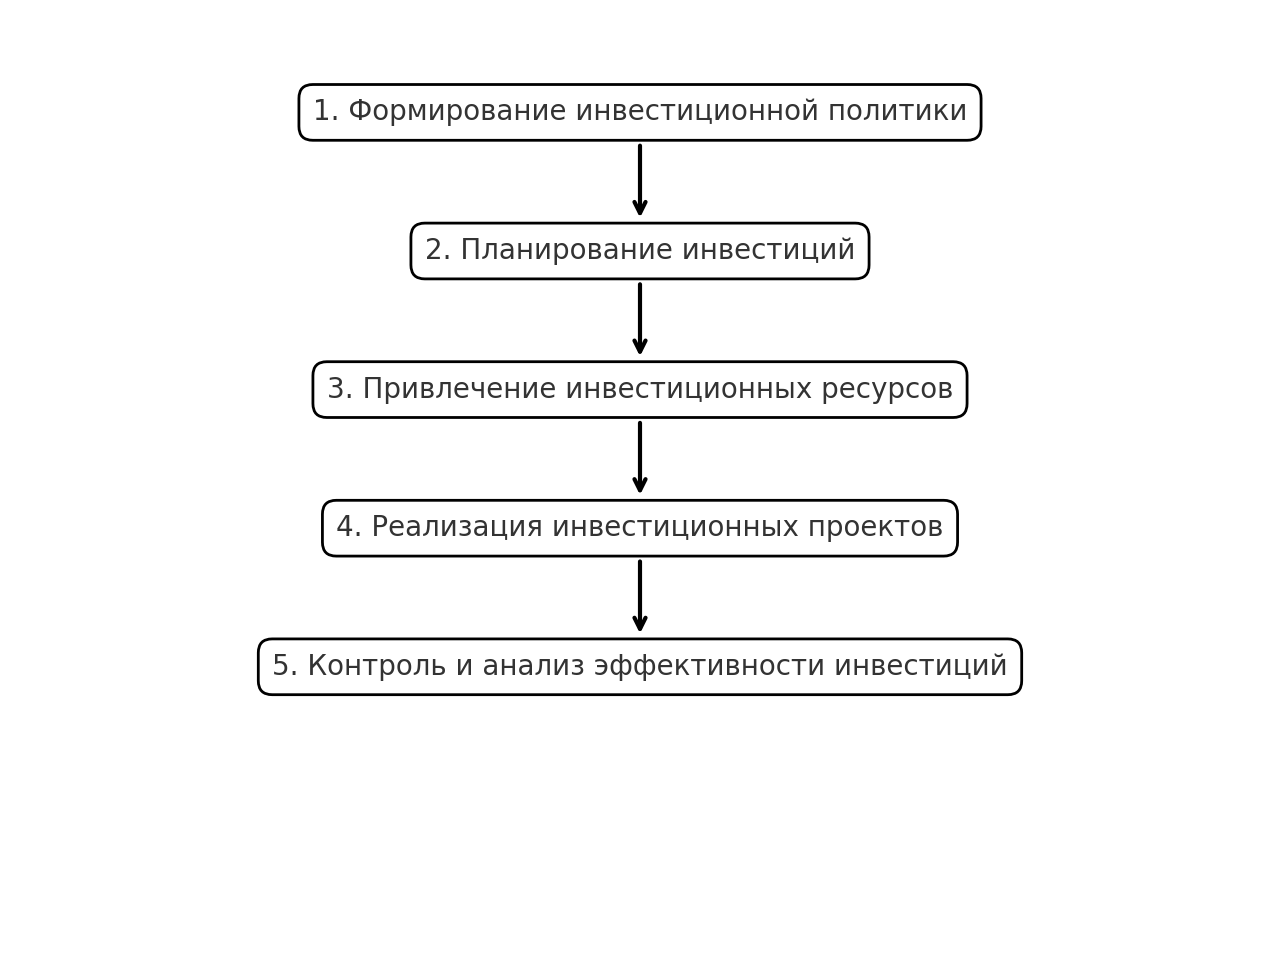 1. Формирование инвестиционной политики
2. Планирование инвестиций
3. Привлечение инвестиционных ресурсов
4. Реализация инвестиционных проектов
5. Контроль и анализ эффективности инвестиций